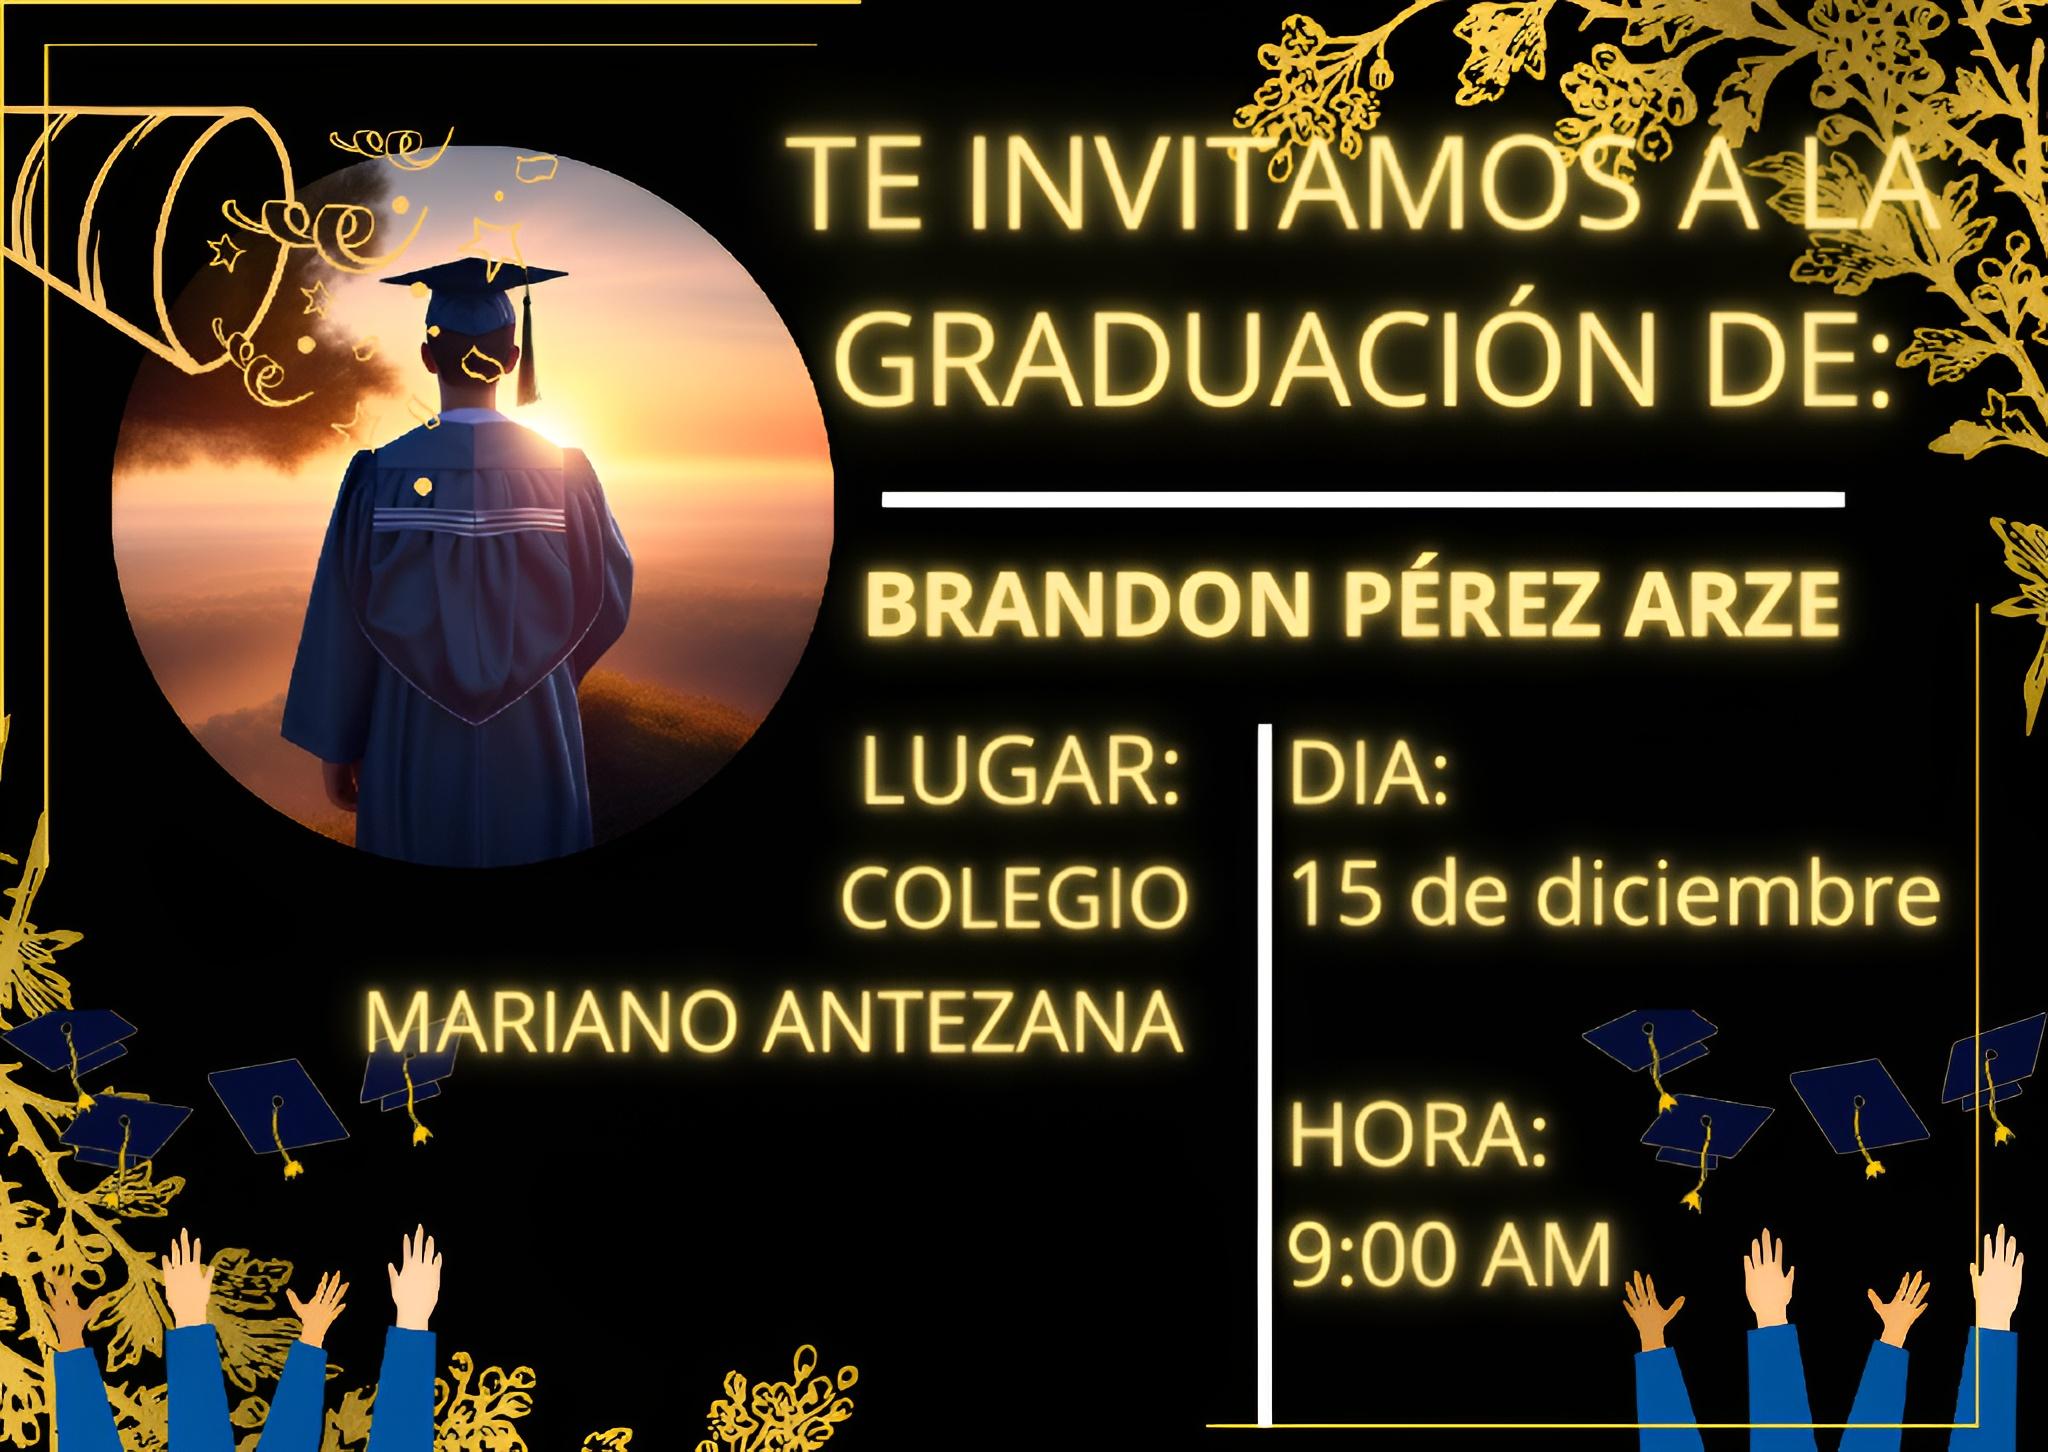 TE INVITAMOS A LA
GRADUACIÓN DE:
BRANDON PÉREZ ARZE
LUGAR:
COLEGIO
MARIANO ANTEZANA
DIA:
15 de diciembre
HORA:
9:00 AM